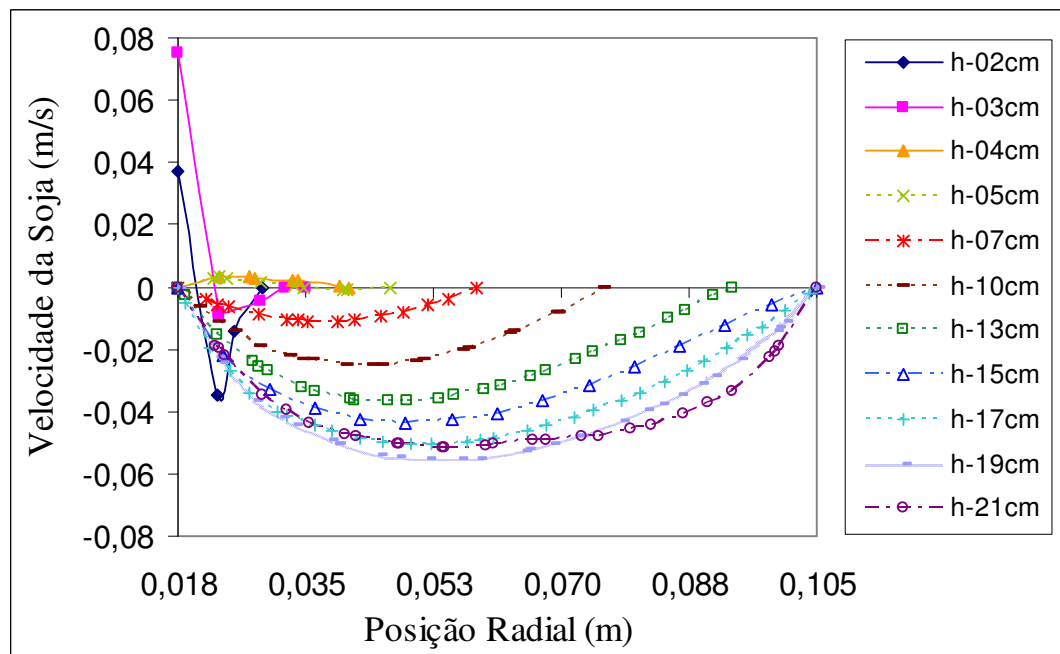 Velocidade da Soja (m/s)
0,08
0,06
0,04
0,02
0
-0,02
-0,04
-0,06
-0,08
0,018 0,035 0,053 0,070 0,088 0,105
Posição Radial (m)
h-02cm
h-03cm
h-04cm
h-05cm
h-07cm
h-10cm
h-13cm
h-15cm
h-17cm
h-19cm
h-21cm